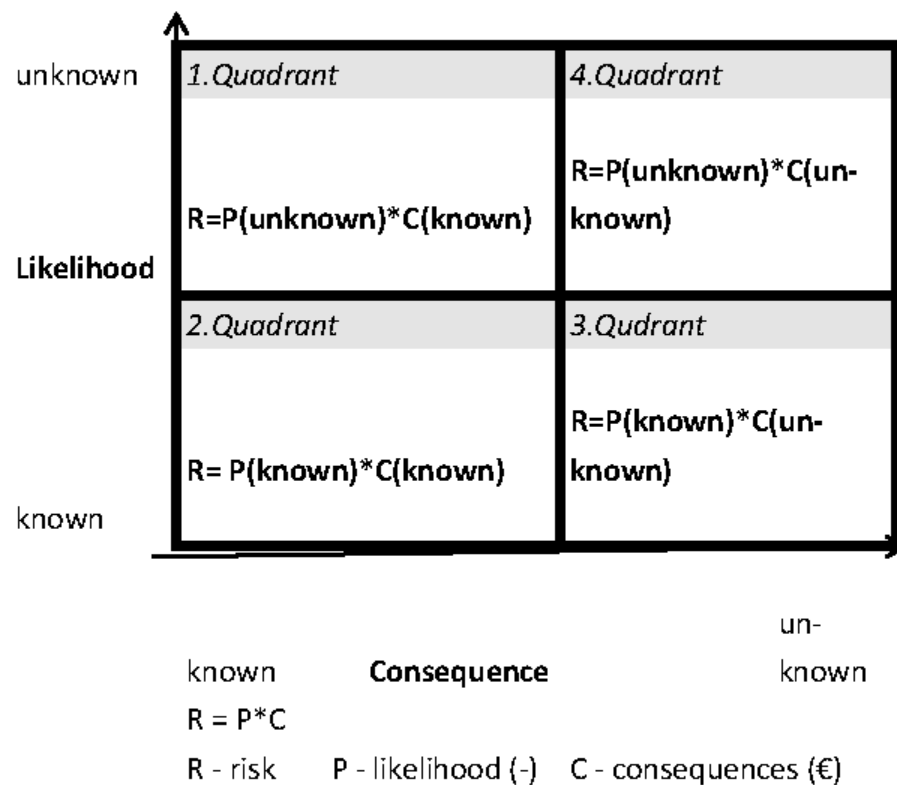 unknown
1.Quadrant
4.Quadrant
R=P(unknown)*C(known)
R=P(unknown)*C(un-
known)
Likelihood
2.Quadrant
3.Qudrant
R= P(known)*C(known)
R=P(known)*C(un-
known)
known
known
Consequence
un-
known
R = P*C
R - risk P - likelihood (-) C - consequences (€)